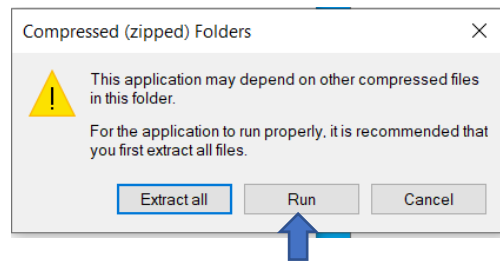 Compressed (zipped) Folders
This application may depend on other compressed files
in this folder.
For the application to run properly, it is recommended that
you first extract all files.
Extract all Run Cancel